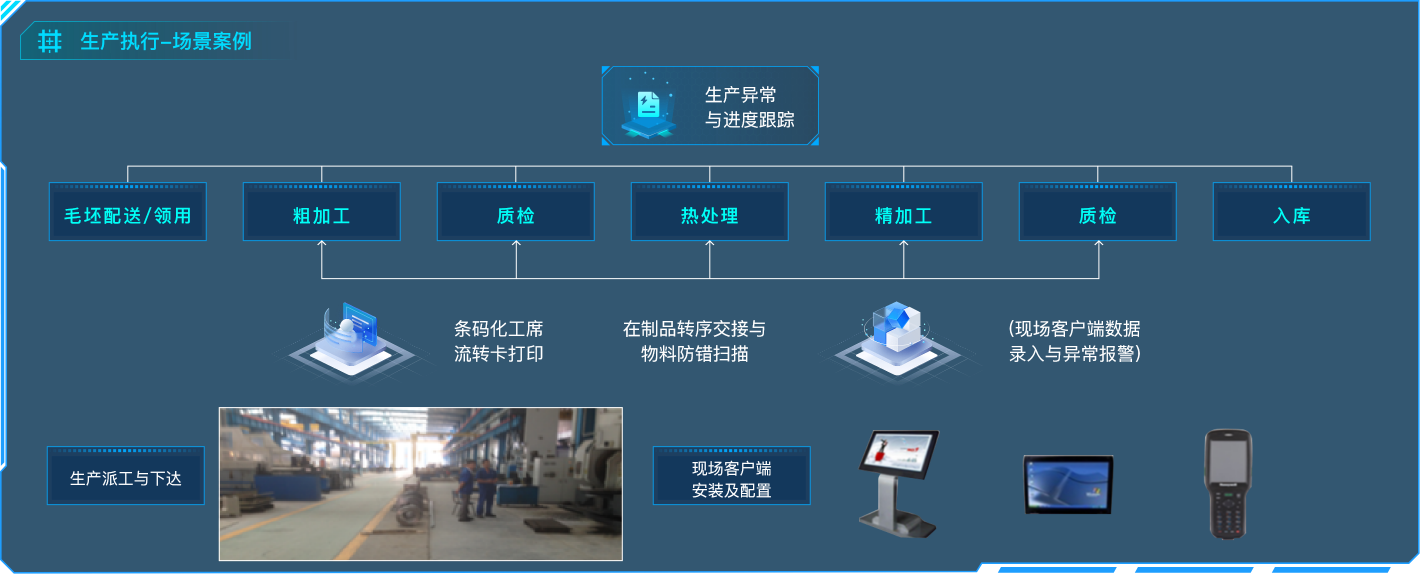 生产执行-场景案例
生产异常
与进度跟踪
毛坯配送/领用
粗加工
质检
热处理
精加工
质检
入库
条码化工席
流转卡打印
在制品转序交接与
物料防错扫描
(现场客户端数据
录入与异常报警)
生产派工与下达
现场客户端
安装及配置